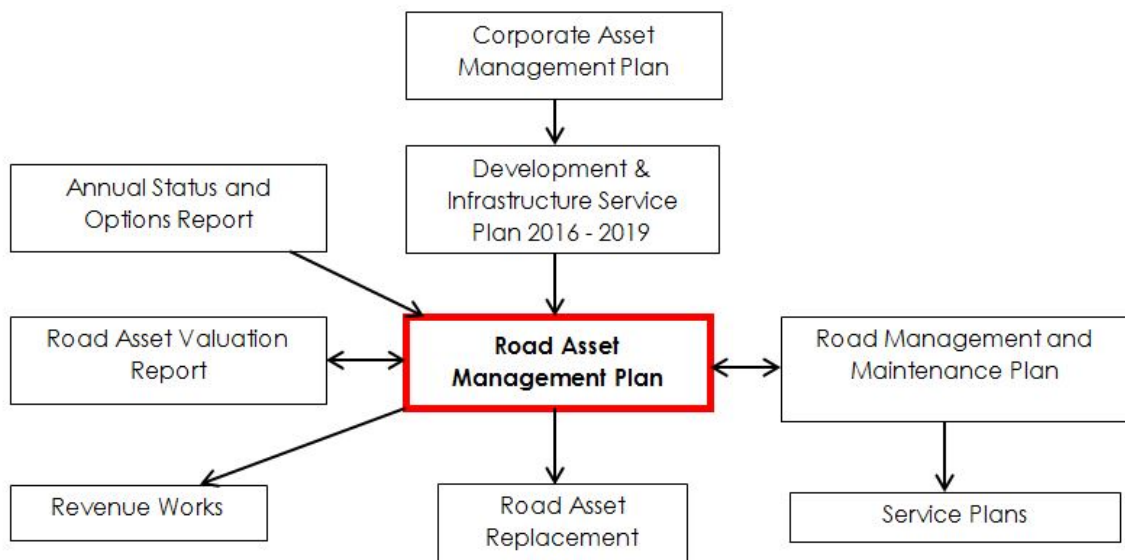 Corporate Asset
Management Plan
Annual Status and
Options Report
Development &
Infrastructure Service
Plan 2016 - 2019
Road Asset Valuation
Report
Road Asset
Management Plan
Road Management and
Maintenance Plan
Revenue Works
Road Asset
Replacement
Service Plans